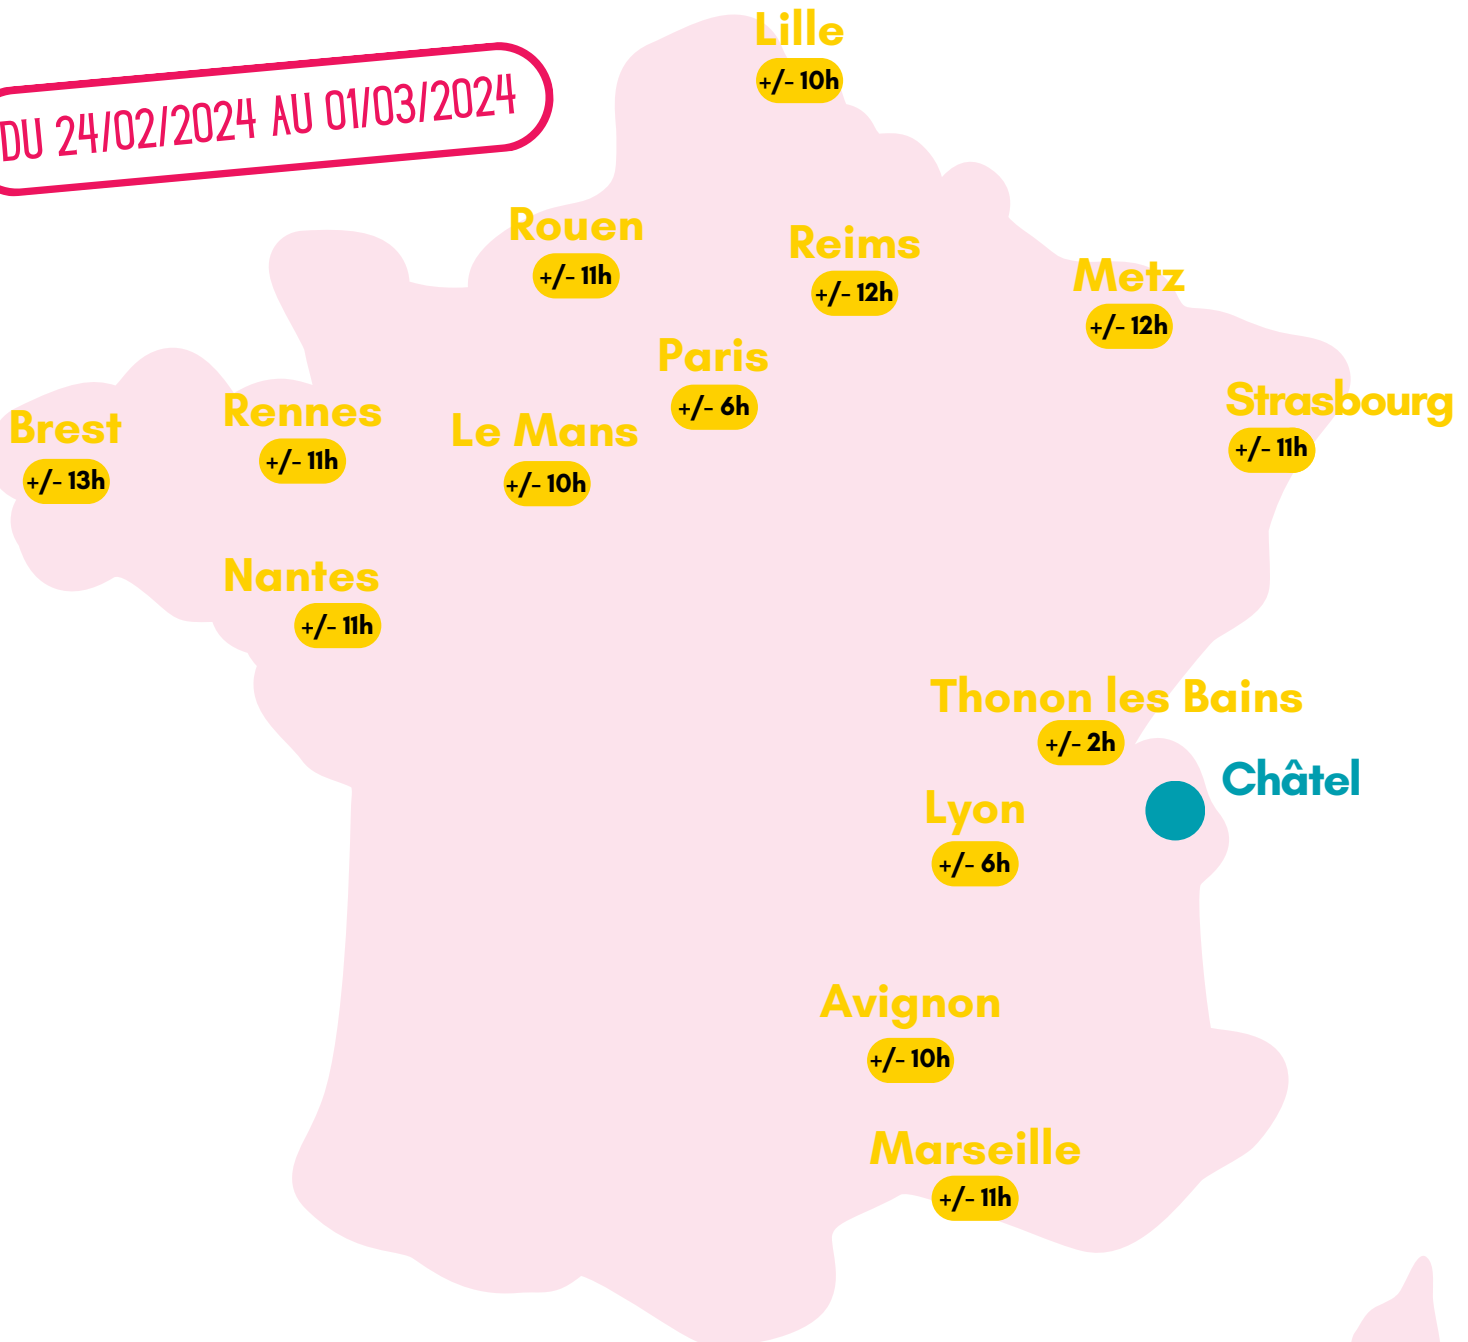 Lille
+/- 10h
DU 24/02/2024 AU 01/03/2024
Rouen
+/- 11h
Reims
+/- 12h
Metz
+/- 12h
Paris
+/- 6h
Strasbourg
+/- 11h
Brest
+/- 13h
Rennes
+/- 11h
Le Mans
+/- 10h
Nantes
+/- 11h
Thonon les Bains
+/- 2h
Châtel
Lyon
+/- 6h
Avignon
+/- 10h
Marseille
+/- 11h